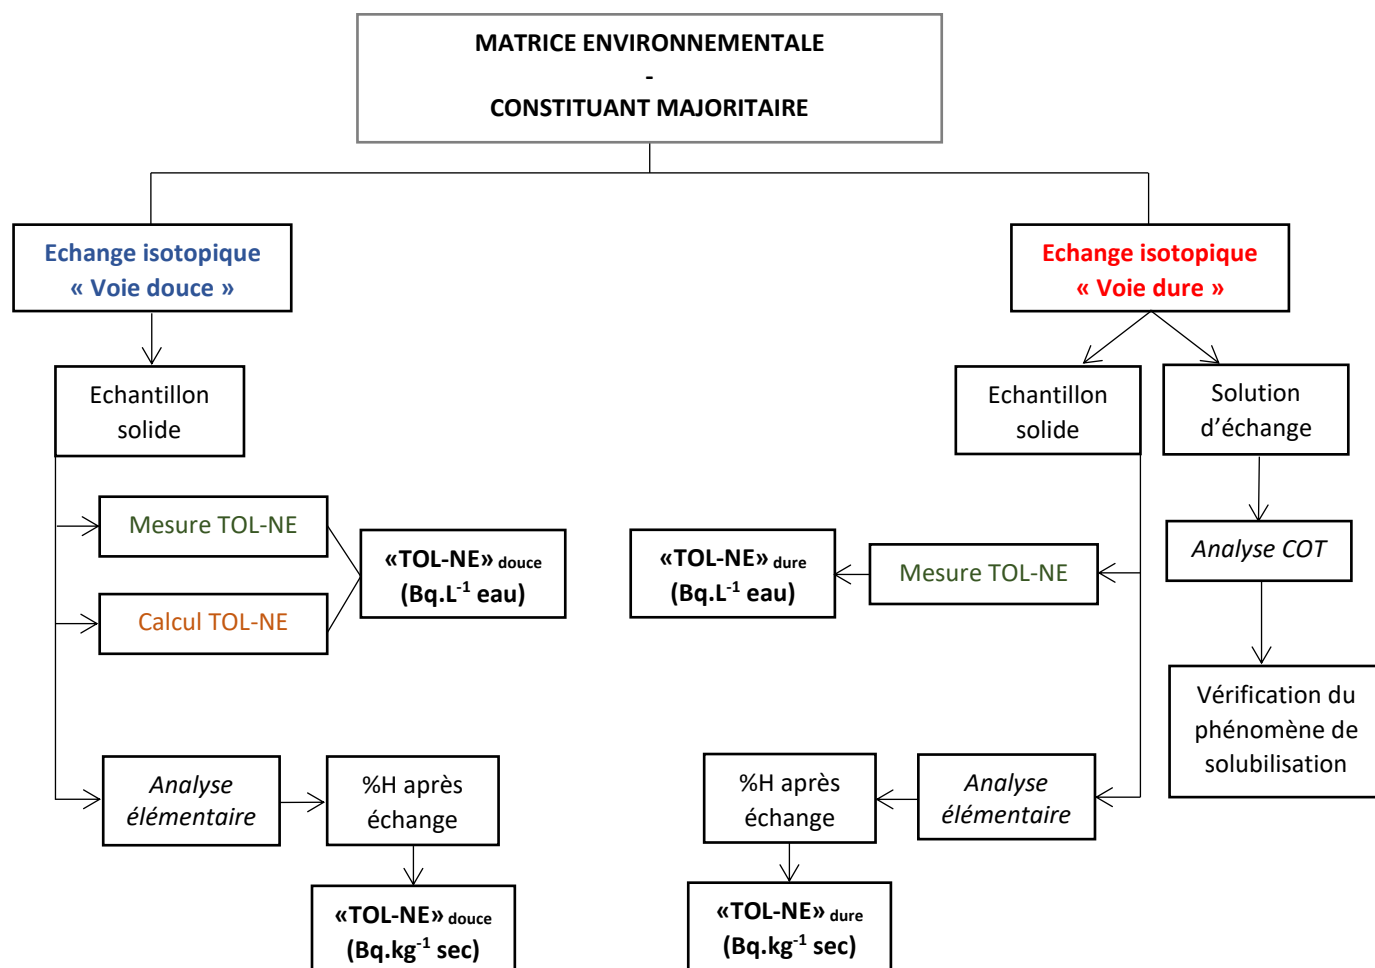 MATRICE ENVIRONNEMENTALE
-
CONSTITUANT MAJORITAIRE
Echange isotopique
« Voie douce »
Echange isotopique
« Voie dure »
Echantillon
solide
Echantillon
solide
Solution
d’échange
Mesure TOL-NE
Calcul TOL-NE
«TOL-NE» douce
(Bq.L-1 eau)
«TOL-NE» dure
(Bq.L-1 eau)
Mesure TOL-NE
Analyse COT
Vérification du
phénomène de
solubilisation
Analyse
élémentaire
%H après
échange
%H après
échange
Analyse
élémentaire
«TOL-NE» douce
(Bq.kg-1 sec)
«TOL-NE» dure
(Bq.kg-1 sec)